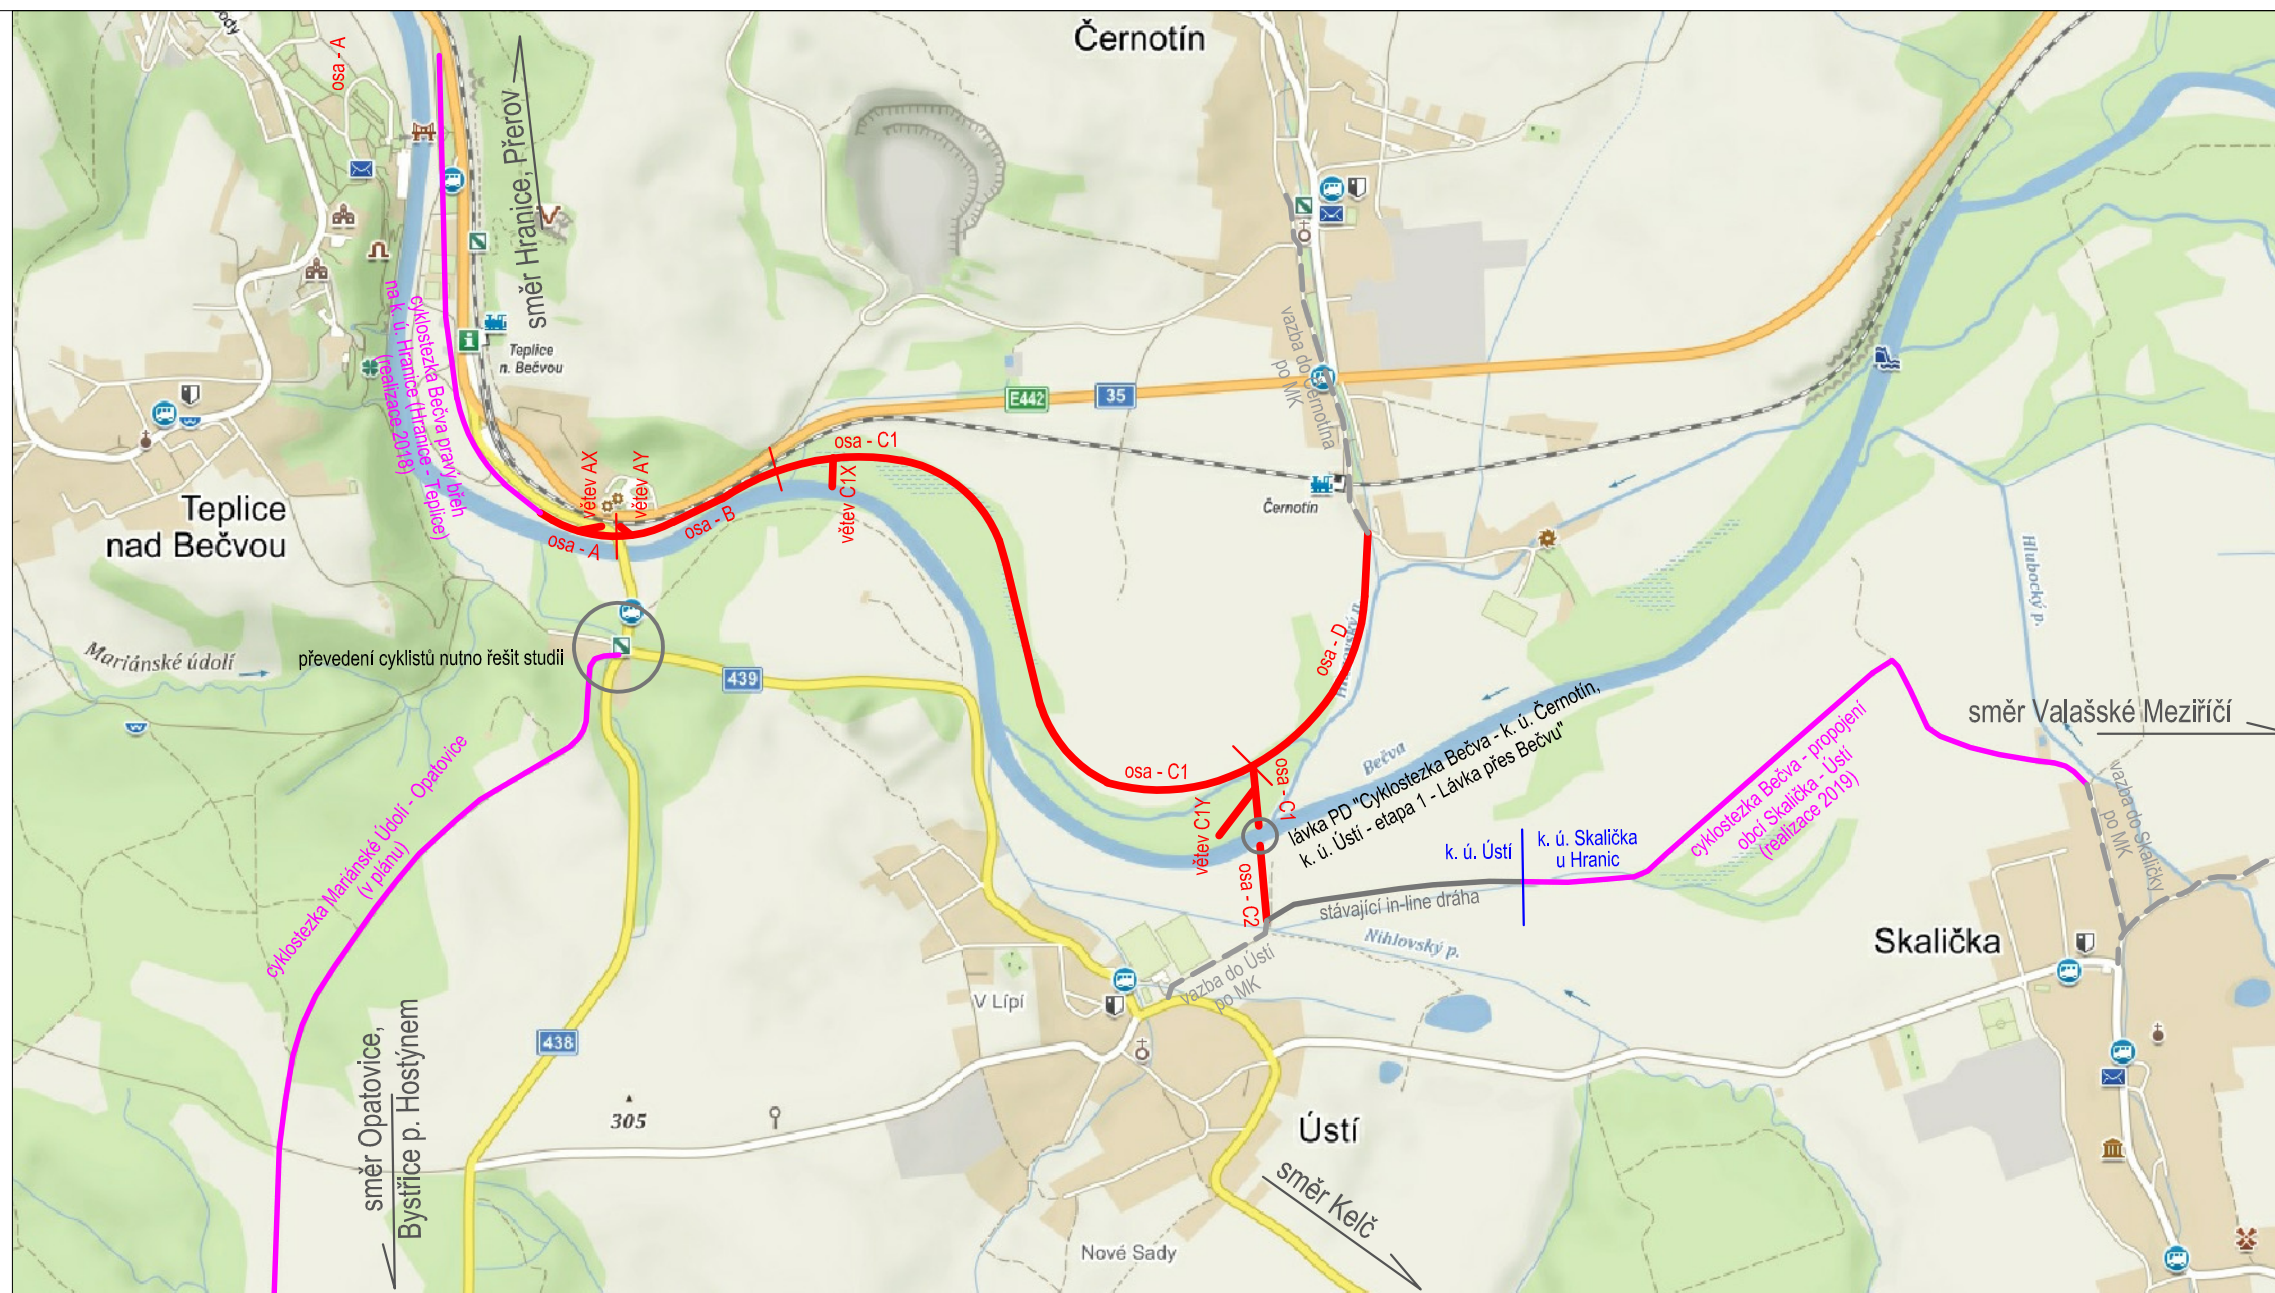 Černotín
osa - A
směr Hranice, Přerov
cyklostezka Bečva pravý břeh
na k. ú. Hranice (Hranice - Teplice)
(realizace 2018)
Teplice
n. Bečvou
vazba do Černotína
po MK
E442
35
osa - C1
větev AX
větev AY
větev C1X
osa - B
osa - A
Černotín
Teplice
nad Bečvou
Hlubocký p.
Mariánské údolí
převedení cyklistů nutno řešit studii
439
osa - D
směr Valašské Meziříčí
Bečva
osa - C1
osa - C1
větev C1Y
lávka PD "Cyklostezka Bečva - k. ú. Černotín,
k. ú. Ústí - etapa 1 - Lávka přes Bečvu"
cyklostezka Bečva - propojení
obcí Skalička - Ústí
(realizace 2019)
vazba do Skaličky
po MK
k. ú. Ústí
k. ú. Skalička
u Hranic
cyklostezka Mariánské Údolí - Opatovice
(v plánu)
osa - C2
stávající in-line dráha
Nihlovský p.
Skalička
vazba do Ústí
po MK
V Lípí
438
směr Opatovice,
Bystřice p. Hostýnem
305
Ústí
směr Kelč
Nové Sady